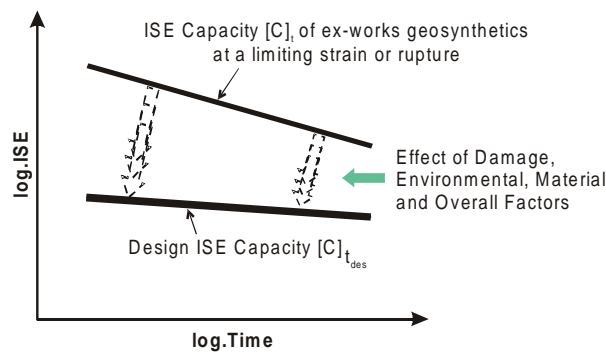 ISE Capacity [C]t of ex-works geosynthetics
at a limiting strain or rupture
log.ISE
Effect of Damage,
Environmental, Material
and Overall Factors
Design ISE Capacity [C]tdes
log.Time